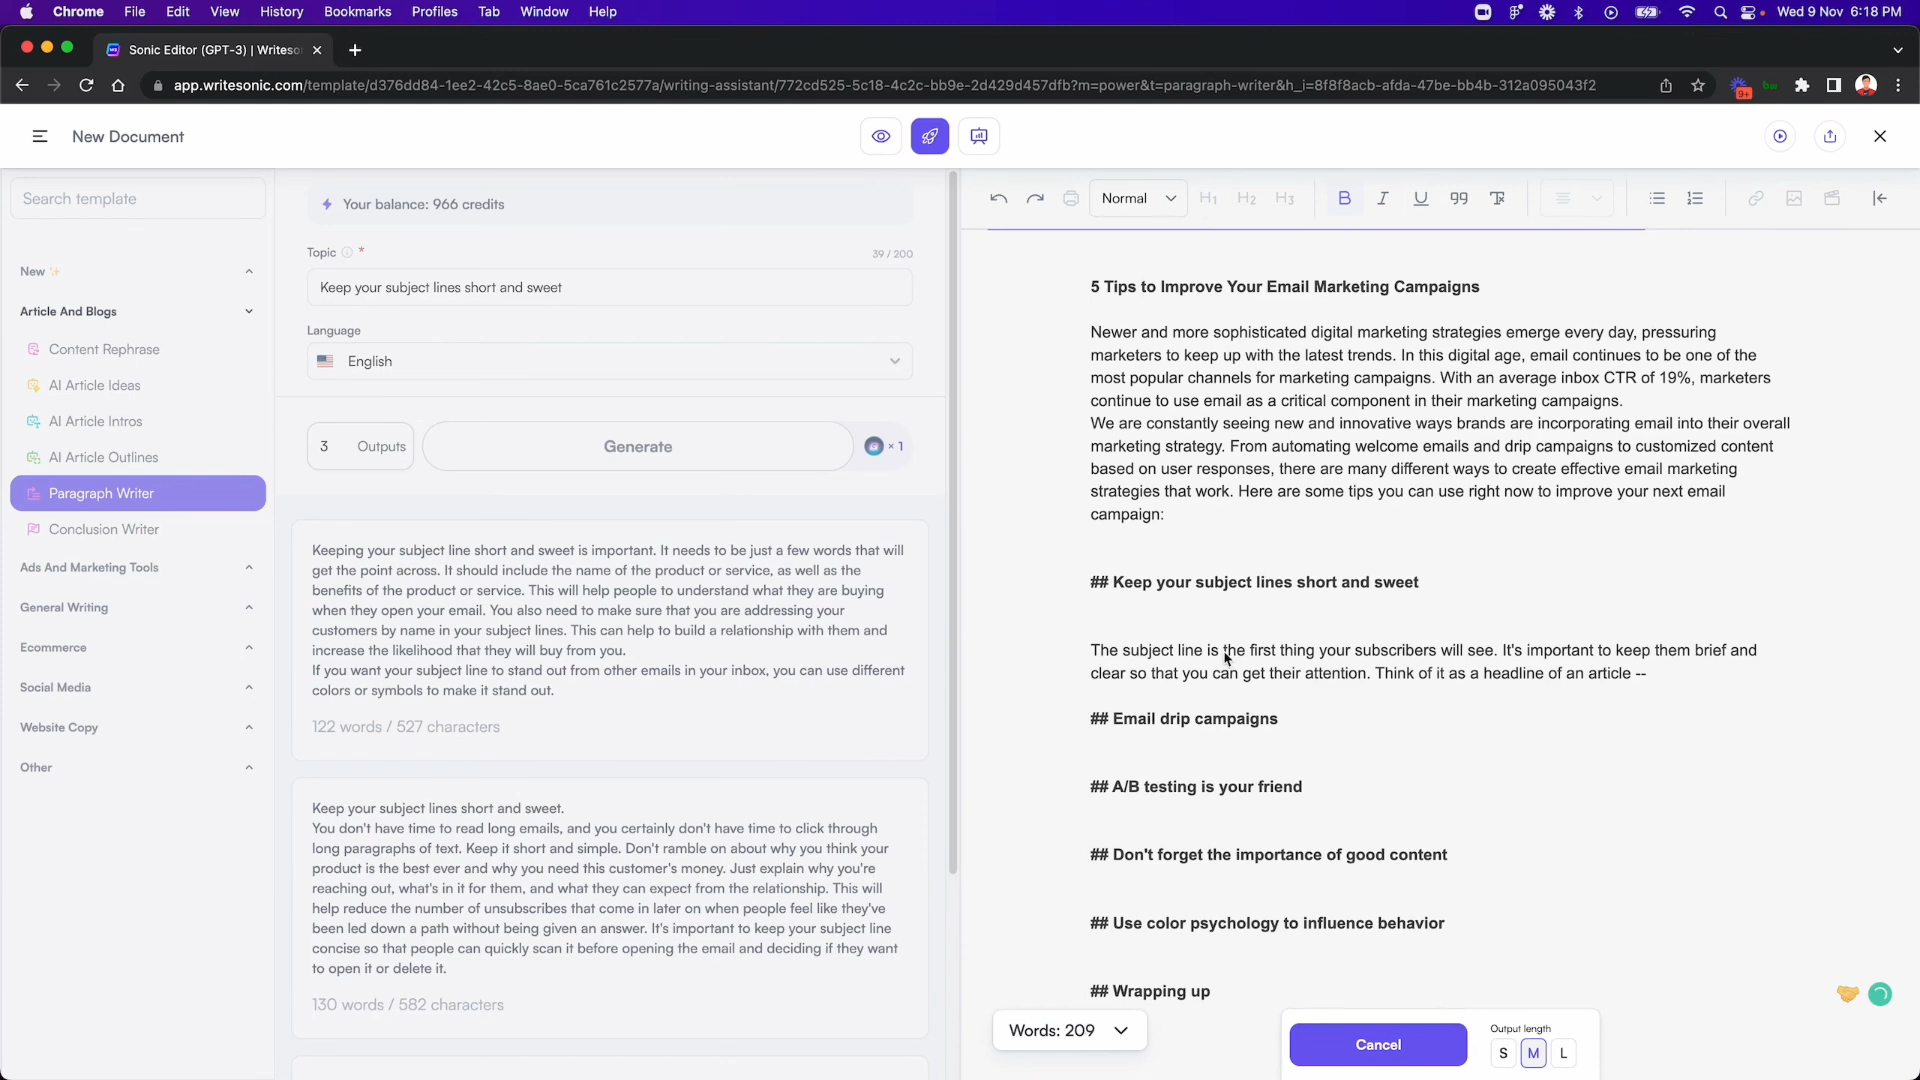 Chrome File Edit View History Bookmarks Profiles Tab Window Help
Wed 9 Nov 6:18 PM
Sonic Editor (GPT-3) | Writeso
app.writesonic.com/template/d376dd84-1ee2-42c5-8ae0-5ca761c2577a/writing-assistant/772cd525-5c18-4c2c-bb9e-2d429d457dfb?m=power&t=paragraph-writer&h_i=8f8f8acb-afda-47be-bb4b-312a095043f2
9+
bw
New Document
Search template
New
Article And Blogs
Content Rephrase
AI Article Ideas
AI Article Intros
AI Article Outlines
Paragraph Writer
Conclusion Writer
Ads And Marketing Tools
General Writing
Ecommerce
Social Media
Website Copy
Other
Your balance: 966 credits
Topic * 39 / 200
Keep your subject lines short and sweet
Language
English
3 Outputs Generate × 1
Keeping your subject line short and sweet is important. It needs to be just a few words that will
get the point across. It should include the name of the product or service, as well as the
benefits of the product or service. This will help people to understand what they are buying
when they open your email. You also need to make sure that you are addressing your
customers by name in your subject lines. This can help to build a relationship with them and
increase the likelihood that they will buy from you.
If you want your subject line to stand out from other emails in your inbox, you can use different
colors or symbols to make it stand out.
122 words / 527 characters
Keep your subject lines short and sweet.
You don't have time to read long emails, and you certainly don't have time to click through
long paragraphs of text. Keep it short and simple. Don't ramble on about why you think your
product is the best ever and why you need this customer's money. Just explain why you're
reaching out, what's in it for them, and what they can expect from the relationship. This will
help reduce the number of unsubscribes that come in later on when people feel like they've
been led down a path without being given an answer. It's important to keep your subject line
concise so that people can quickly scan it before opening the email and deciding if they want
to open it or delete it.
130 words / 582 characters
Normal H1 H2 H3 B I U
5 Tips to Improve Your Email Marketing Campaigns
Newer and more sophisticated digital marketing strategies emerge every day, pressuring
marketers to keep up with the latest trends. In this digital age, email continues to be one of the
most popular channels for marketing campaigns. With an average inbox CTR of 19%, marketers
continue to use email as a critical component in their marketing campaigns.
We are constantly seeing new and innovative ways brands are incorporating email into their overall
marketing strategy. From automating welcome emails and drip campaigns to customized content
based on user responses, there are many different ways to create effective email marketing
strategies that work. Here are some tips you can use right now to improve your next email
campaign:
## Keep your subject lines short and sweet
The subject line is the first thing your subscribers will see. It's important to keep them brief and
clear so that you can get their attention. Think of it as a headline of an article --
## Email drip campaigns
## A/B testing is your friend
## Don't forget the importance of good content
## Use color psychology to influence behavior
## Wrapping up
Words: 209
Cancel
Output length
S M L